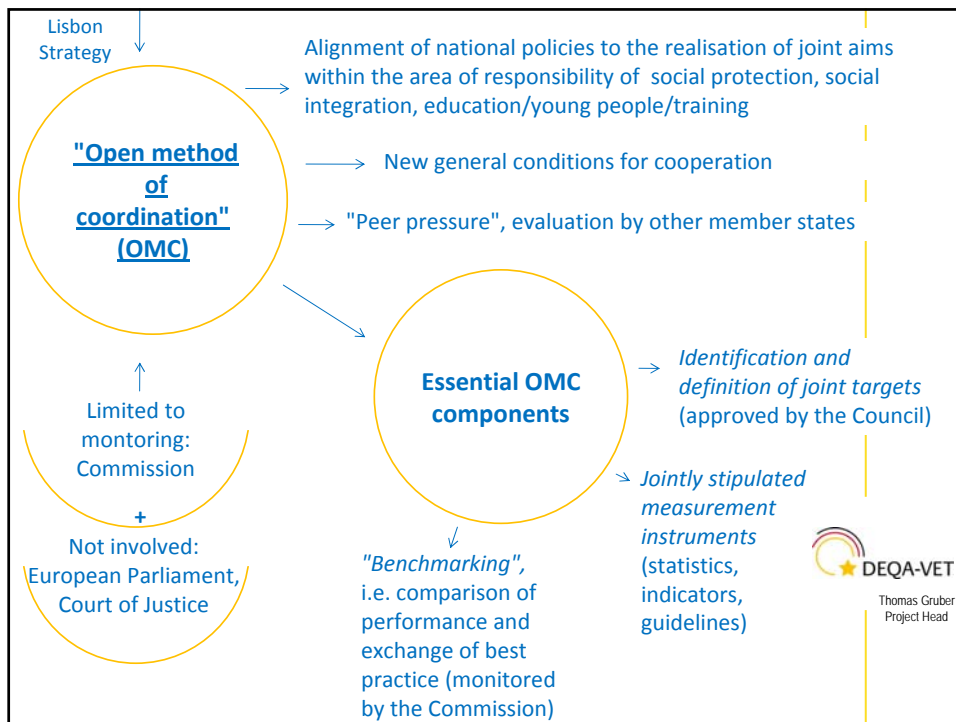 Lisbon
Strategy
Alignment of national policies to the realisation of joint aims
within the area of responsibility of social protection, social
integration, education/young people/training
"Open method
of
coordination"
(OMC)
New general conditions for cooperation
"Peer pressure", evaluation by other member states
Essential OMC
components
Identification and
definition of joint targets
(approved by the Council)
Limited to
montoring:
Commission
+
Not involved:
European Parliament,
Court of Justice
Jointly stipulated
measurement
instruments
(statistics,
indicators,
guidelines)
"Benchmarking",
i.e. comparison of
performance and
exchange of best
practice (monitored
by the Commission)
DEQA-VET
Thomas Gruber
Project Head